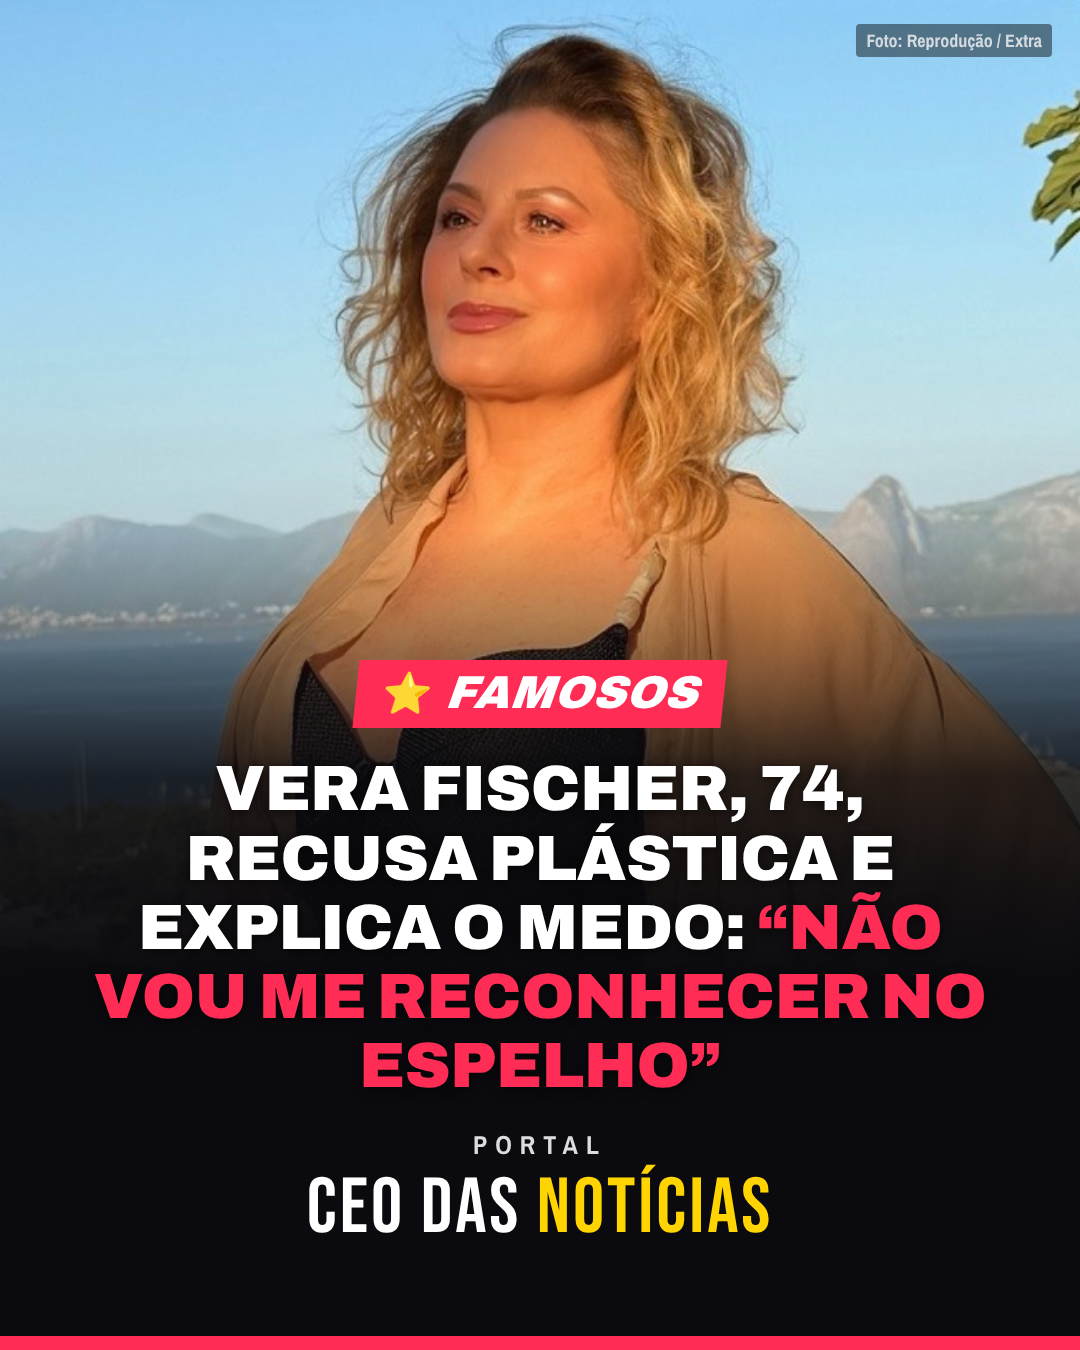 Foto: Reprodução / Extra
FAMOSOS
VERA FISCHER, 74,
RECUSA PLÁSTICA E
EXPLICA O MEDO: “NÃO
VOU ME RECONHECER NO
ESPELHO”
PORTAL
CEO DAS NOTÍCIAS